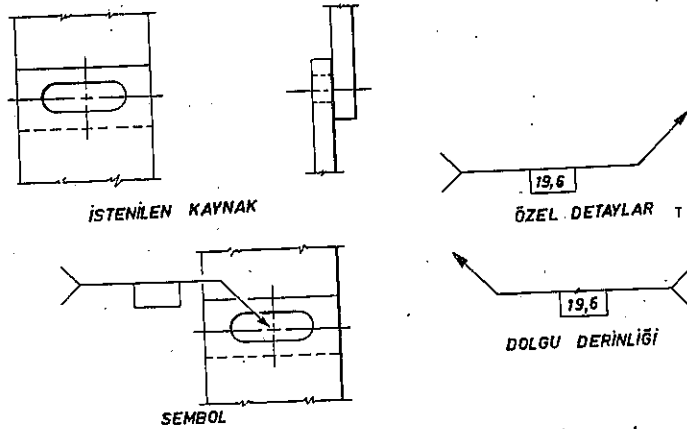 İSTENİLEN KAYNAK
19,6
ÖZEL DETAYLAR T
19,6
DOLGU DERİNLİĞİ
SEMBOL